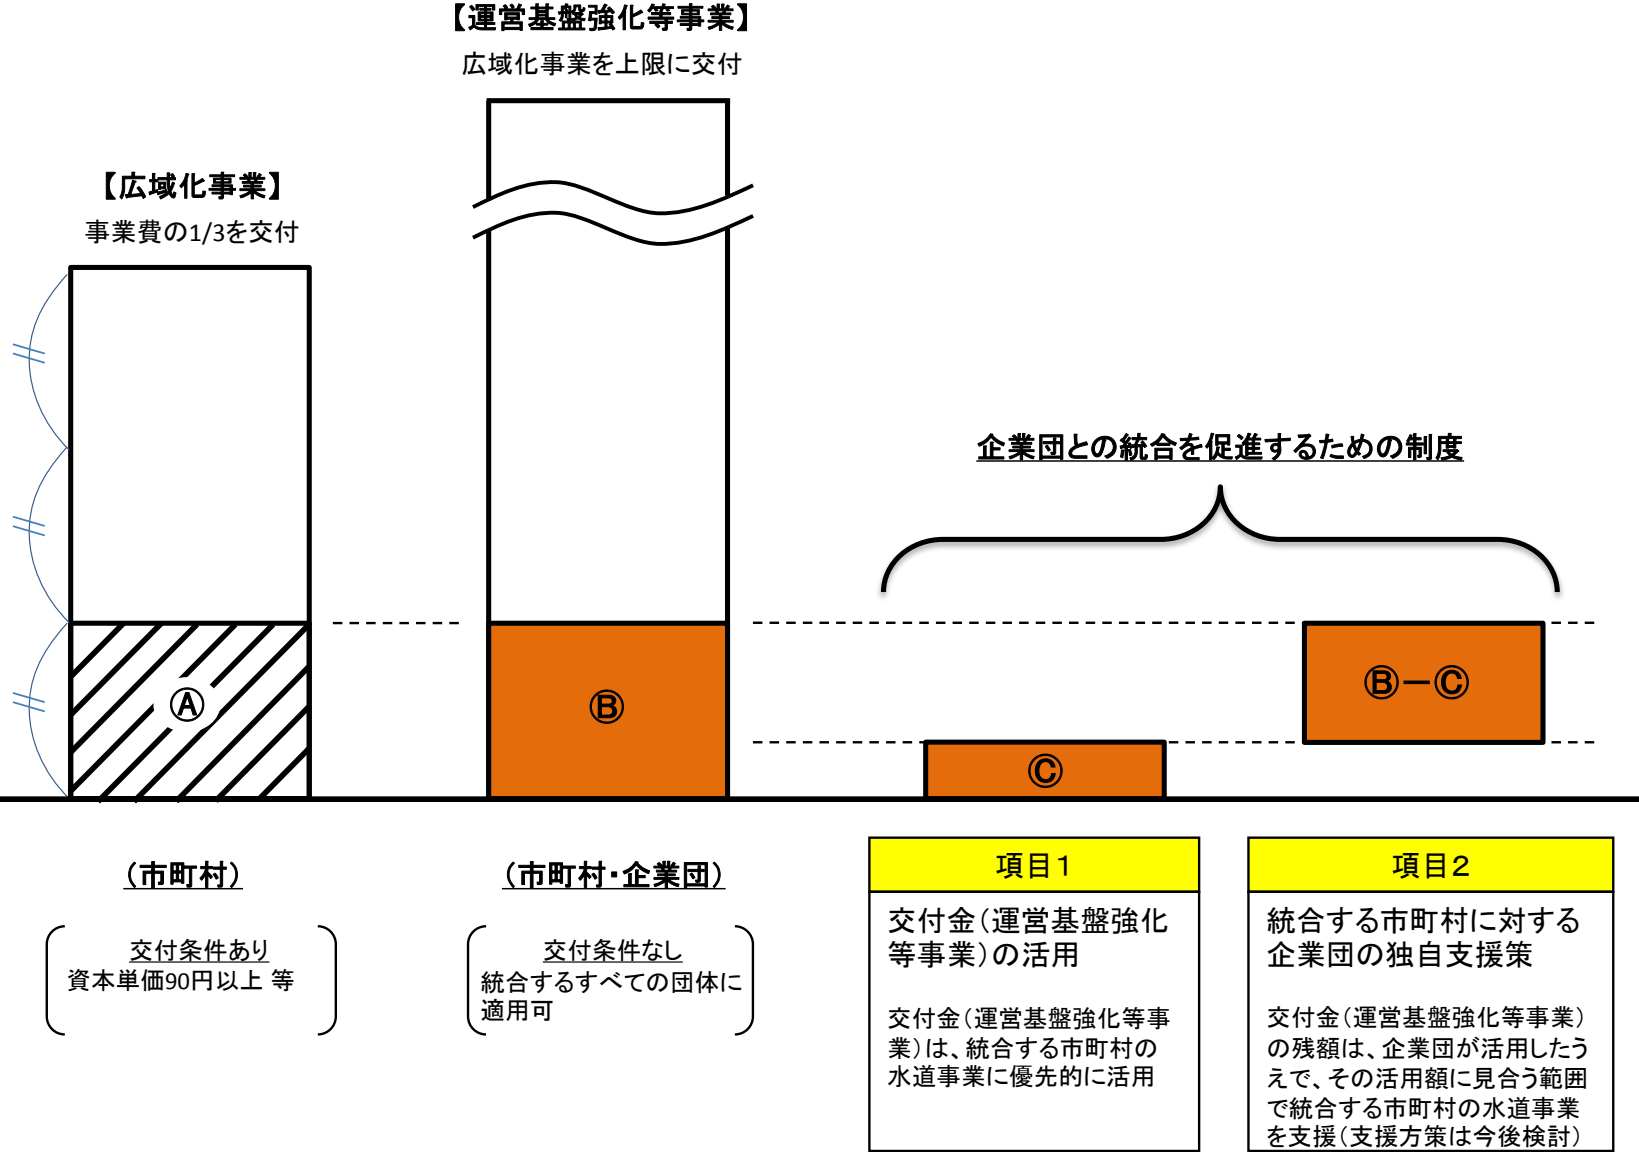 【運営基盤強化等事業】
広域化事業を上限に交付
【広域化事業】
事業費の1/3を交付
企業団との統合を促進するための制度
Ⓐ
Ⓑ
Ⓒ
Ⓑ－Ⓒ
(市町村)
交付条件あり
資本単価90円以上 等
(市町村・企業団)
交付条件なし
統合するすべての団体に
適用可
項目1
交付金(運営基盤強化
等事業)の活用
交付金(運営基盤強化等事
業)は、統合する市町村の
水道事業に優先的に活用
項目2
統合する市町村に対する
企業団の独自支援策
交付金(運営基盤強化等事業)
の残額は、企業団が活用したう
えで、その活用額に見合う範囲
で統合する市町村の水道事業
を支援(支援方策は今後検討)